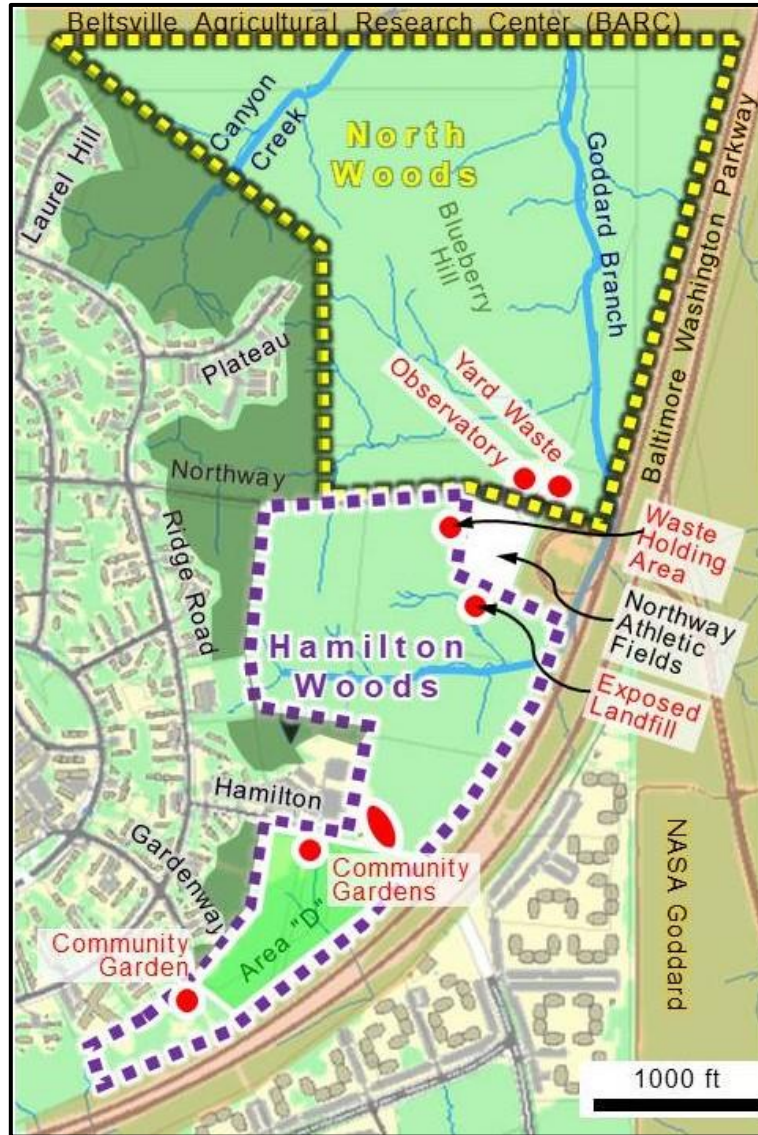 Beltsville Agricultural Research Center (BARC)
Canyon
Creek
North
Woods
Goddard Branch
Laurel Hill
Blueberry
Hill
Baltimore Washington Parkway
Plateau
Yard Waste
Observatory
Northway
Ridge Road
Waste
Holding
Area
Northway
Athletic
Fields
Hamilton
Woods
Exposed
Landfill
Hamilton
Gardenway
Community
Gardens
NASA Goddard
Area "D"
Community
Garden
1000 ft